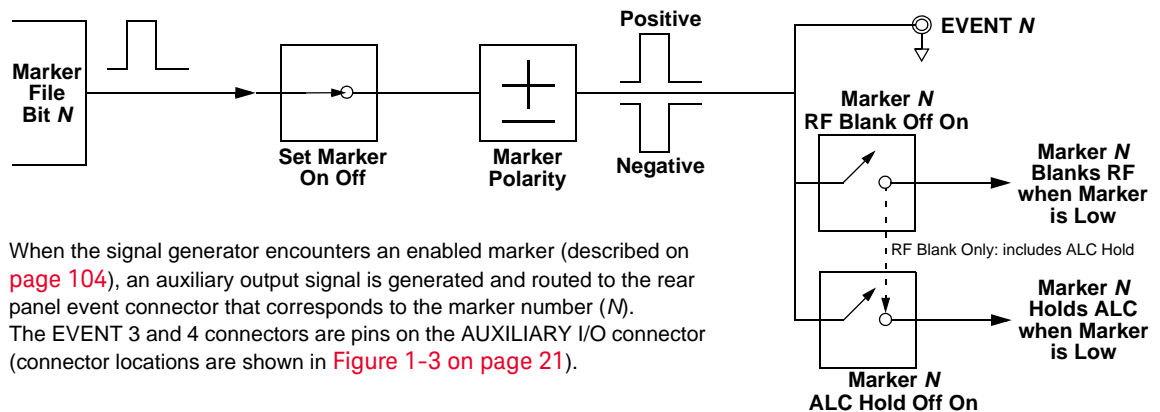 Marker
File
Bit N
Set Marker
On Off
Marker
Polarity
Positive
Negative
EVENT N
Marker N
RF Blank Off On
Marker N
Blanks RF
when Marker
is Low
RF Blank Only: includes ALC Hold
Marker N
Holds ALC
when Marker
is Low
Marker N
ALC Hold Off On
When the signal generator encounters an enabled marker (described on
page 104), an auxiliary output signal is generated and routed to the rear
panel event connector that corresponds to the marker number (N).
The EVENT 3 and 4 connectors are pins on the AUXILIARY I/O connector
(connector locations are shown in Figure 1-3 on page 21).